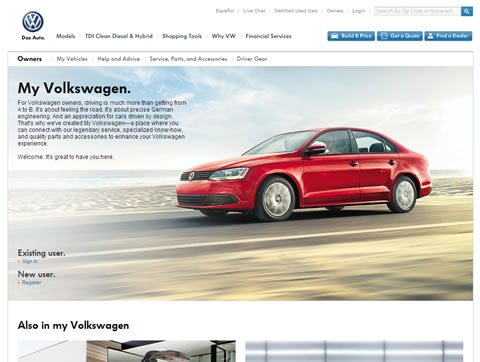 Español Live Chat Certified Used Cars Owners Login Search by Zip Code or Keyword
Das Auto.
Models TDI Clean Diesel & Hybrid Shopping Tools Why VW Financial Services Build & Price Get a Quote Find a Dealer
Owners My Vehicles Help and Advice Service, Parts, and Accessories Driver Gear
My Volkswagen.
For Volkswagen owners, driving is much more than getting from
A to B. It's about feeling the road. It's about precise German
engineering. And an appreciation for cars driven by design.
That's why we've created My Volkswagen—a place where you
can connect with our legendary service, specialized know-how,
and quality parts and accessories to enhance your Volkswagen
experience.
Welcome. It's great to have you here.
Existing user.
Sign in
New user.
Register
Also in my Volkswagen